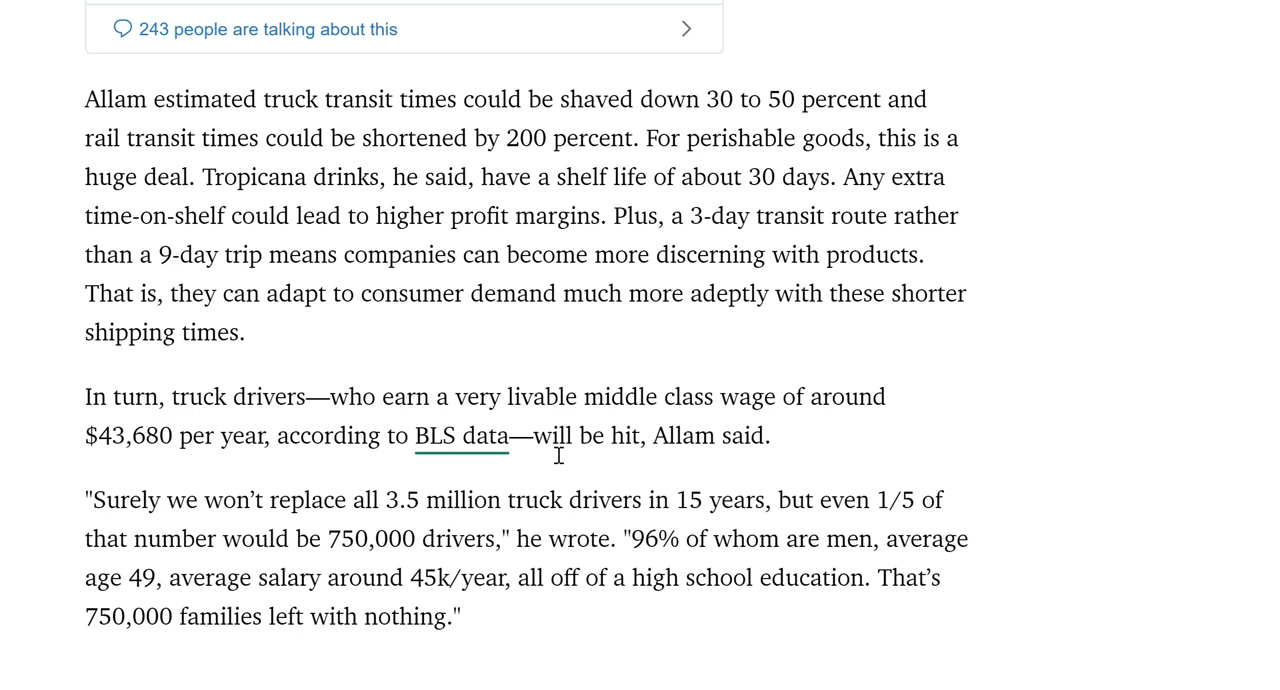 243 people are talking about this
Allam estimated truck transit times could be shaved down 30 to 50 percent and
rail transit times could be shortened by 200 percent. For perishable goods, this is a
huge deal. Tropicana drinks, he said, have a shelf life of about 30 days. Any extra
time-on-shelf could lead to higher profit margins. Plus, a 3-day transit route rather
than a 9-day trip means companies can become more discerning with products.
That is, they can adapt to consumer demand much more adeptly with these shorter
shipping times.
In turn, truck drivers—who earn a very livable middle class wage of around
$43,680 per year, according to BLS data—will be hit, Allam said.
"Surely we won’t replace all 3.5 million truck drivers in 15 years, but even 1/5 of
that number would be 750,000 drivers," he wrote. "96% of whom are men, average
age 49, average salary around 45k/year, all off of a high school education. That’s
750,000 families left with nothing."